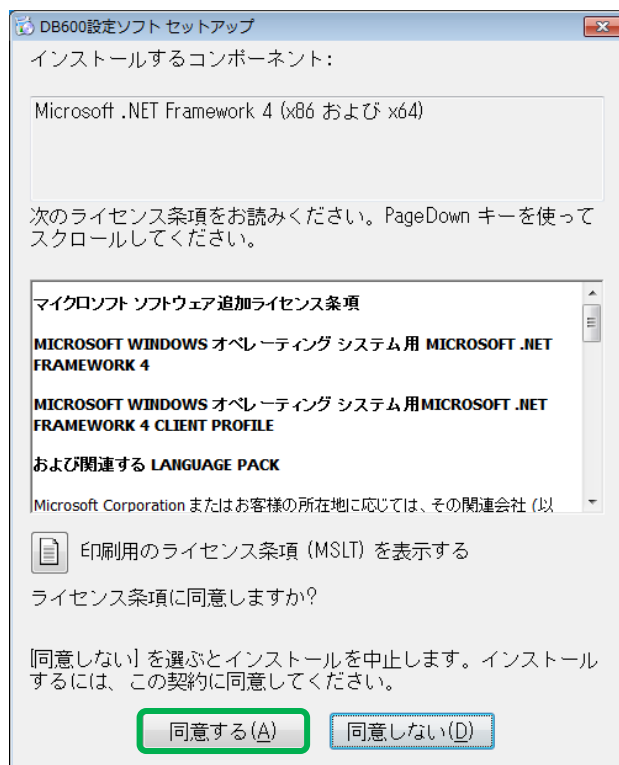 DB600設定ソフト セットアップ
インストールするコンポーネント:
Microsoft .NET Framework 4 (x86 および x64)
次のライセンス条項をお読みください。PageDown キーを使って
スクロールしてください。
マイクロソフト ソフトウェア追加ライセンス条項
MICROSOFT WINDOWS オペレーティング システム用 MICROSOFT .NET
FRAMEWORK 4
MICROSOFT WINDOWS オペレーティング システム用MICROSOFT .NET
FRAMEWORK 4 CLIENT PROFILE
および関連する LANGUAGE PACK
Microsoft Corporation またはお客様の所在地に応じては、その関連会社 (以
印刷用のライセンス条項 (MSLT) を表示する
ライセンス条項に同意しますか?
[同意しない] を選ぶとインストールを中止します。インストール
するには、この契約に同意してください。
同意する(A)
同意しない(D)